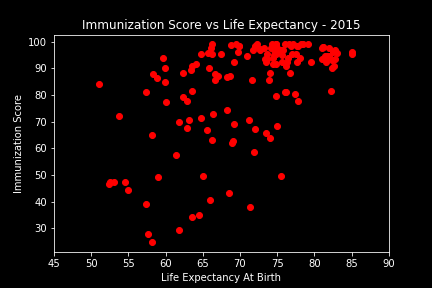 Immunization Score vs Life Expectancy - 2015
Immunization Score
100
90
80
70
60
50
40
30
45 50 55 60 65 70 75 80 85 90
Life Expectancy At Birth